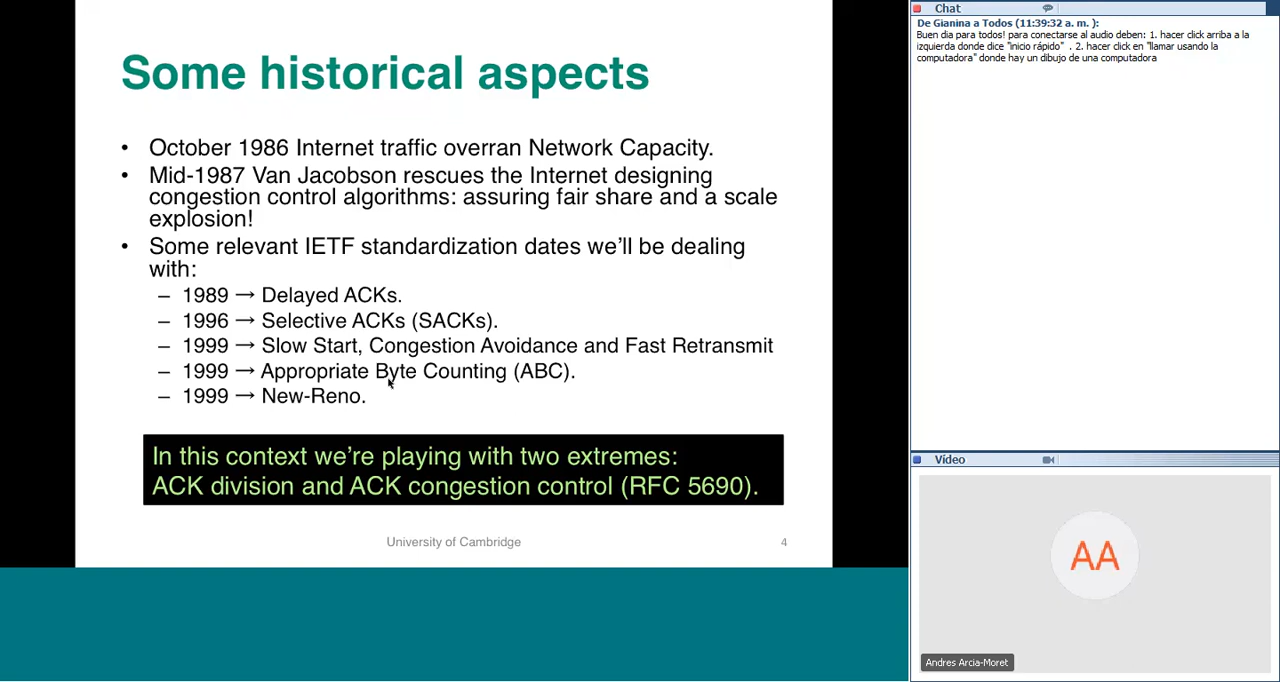 Some historical aspects
• October 1986 Internet traffic overran Network Capacity.
• Mid-1987 Van Jacobson rescues the Internet designing
congestion control algorithms: assuring fair share and a scale
explosion!
• Some relevant IETF standardization dates we'll be dealing
with:
– 1989 → Delayed ACKs.
– 1996 → Selective ACKs (SACKs).
– 1999 → Slow Start, Congestion Avoidance and Fast Retransmit
– 1999 → Appropriate Byte Counting (ABC).
– 1999 → New-Reno.
In this context we're playing with two extremes:
ACK division and ACK congestion control (RFC 5690).
University of Cambridge
4
Chat
De Gianina a Todos (11:39:32 a. m. ):
Buen dia para todos! para conectarse al audio deben: 1. hacer click arriba a la
izquierda donde dice "inicio rápido" . 2. hacer click en "llamar usando la
computadora" donde hay un dibujo de una computadora
Vídeo
AA
Andres Arcia-Moret